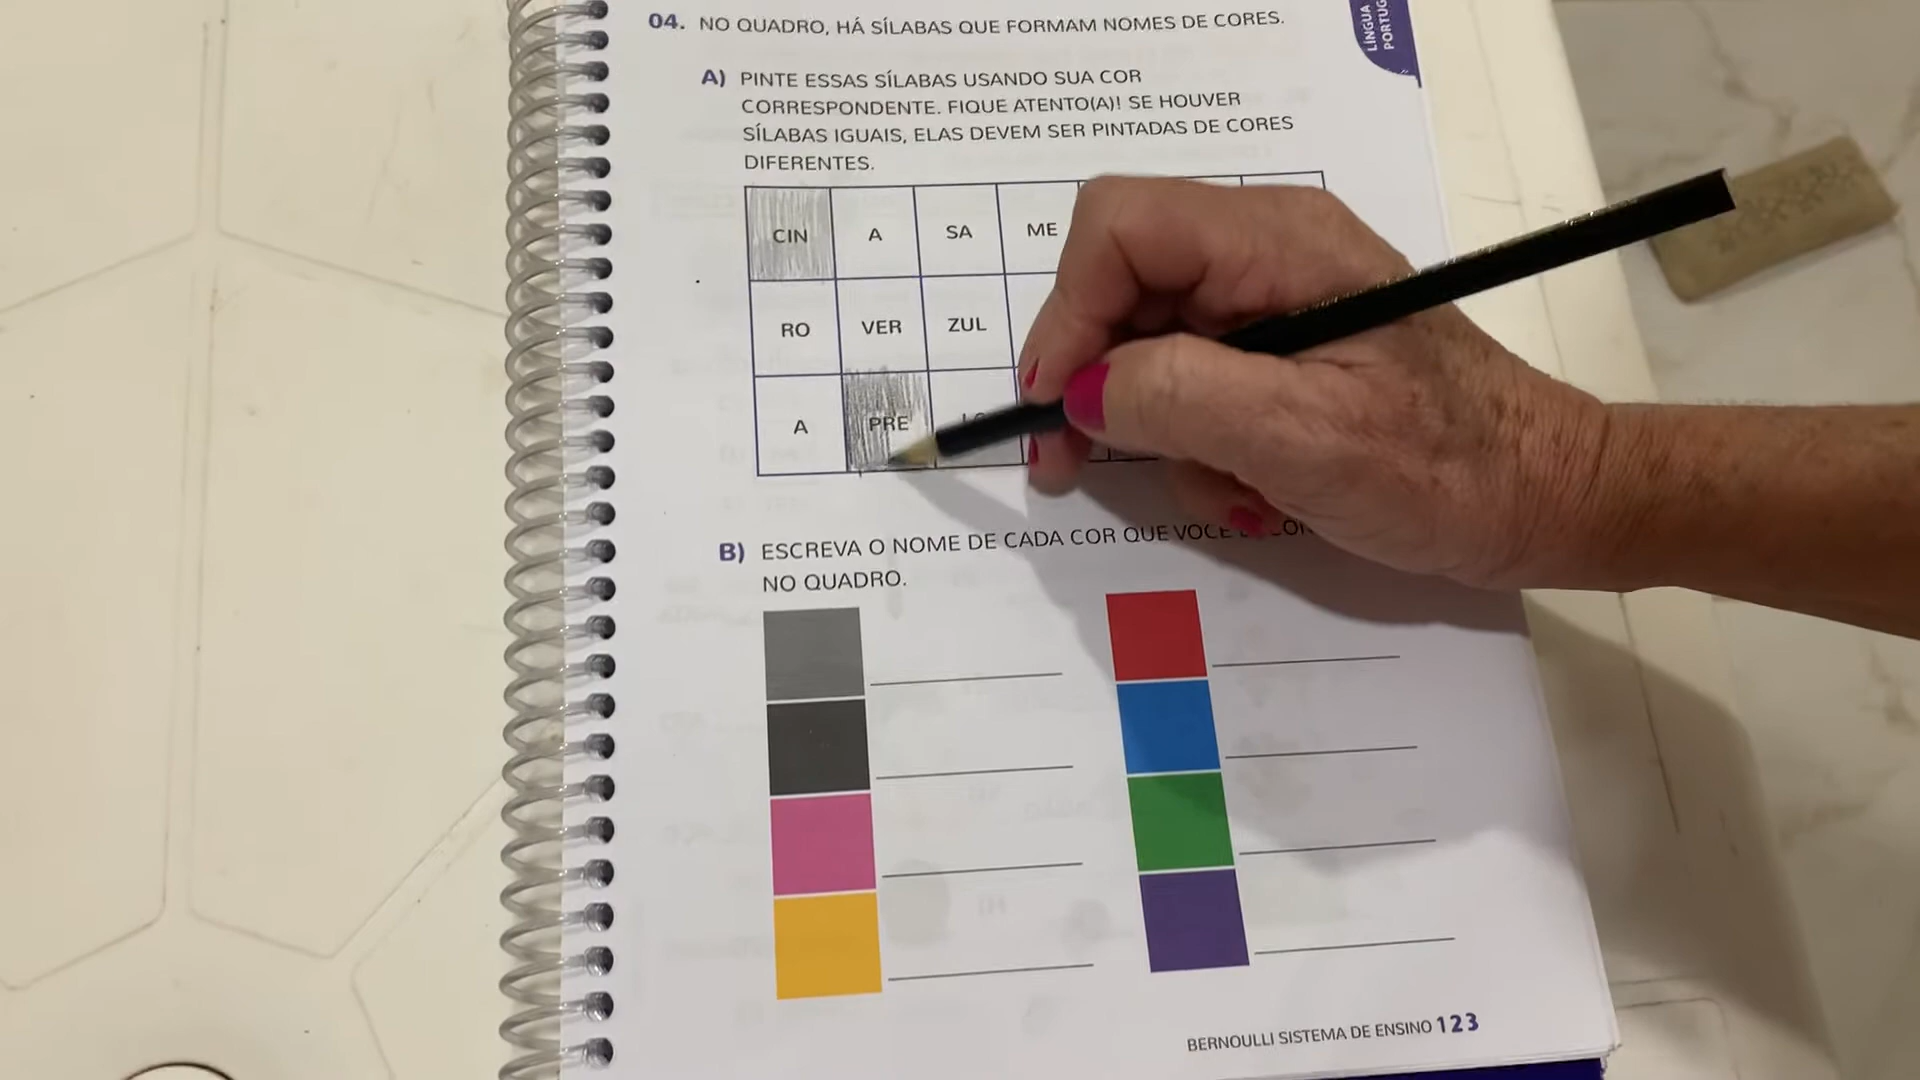 LÍNGUA
04. NO QUADRO, HÁ SÍLABAS QUE FORMAM NOMES DE CORES.
A) PINTE ESSAS SÍLABAS USANDO SUA COR
CORRESPONDENTE. FIQUE ATENTO(A)! SE HOUVER
SÍLABAS IGUAIS, ELAS DEVEM SER PINTADAS DE CORES
DIFERENTES.
CIN A SA ME
RO VER ZUL
A PRE
B) ESCREVA O NOME DE CADA COR QUE VOCÊ
NO QUADRO.
BERNOULLI SISTEMA DE ENSINO 123